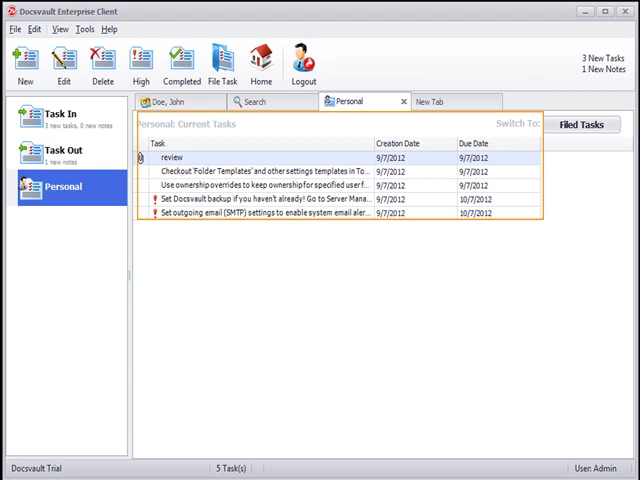 Docsvault Enterprise Client
File Edit View Tools Help
New Edit Delete High Completed File Task Home Logout
3 New Tasks
1 New Notes
Doe, John Search Personal New Tab
Task In
3 new tasks, 0 new notes
Task Out
1 new notes
Personal
Personal: Current Tasks Switch To: Filed Tasks
Task Creation Date Due Date
review 9/7/2012 9/7/2012
Checkout 'Folder Templates' and other settings templates in To... 9/7/2012 9/7/2012
Use ownership overrides to keep ownership for specified user f... 9/7/2012 9/7/2012
Set Docsvault backup if you haven't already! Go to Server Mana... 9/7/2012 10/7/2012
Set outgoing email (SMTP) settings to enable system email aler... 9/7/2012 10/7/2012
Docsvault Trial 5 Task(s) User: Admin